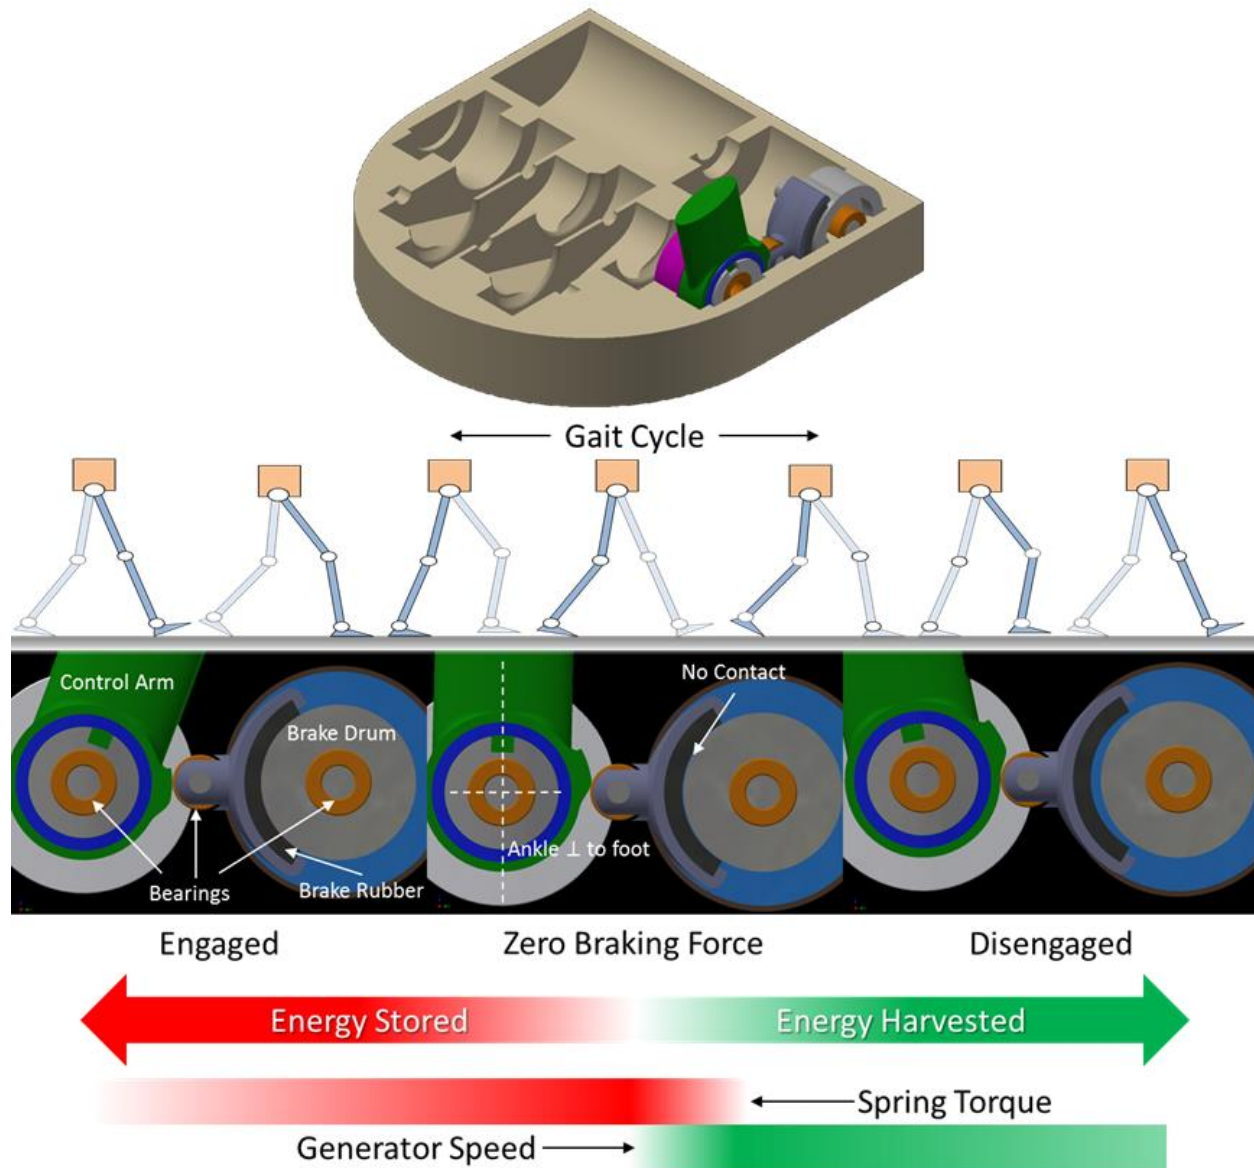 Gait Cycle
Control Arm
Brake Drum
Bearings
Brake Rubber
No Contact
Ankle ⊥ to foot
Engaged
Zero Braking Force
Disengaged
Energy Stored
Energy Harvested
Spring Torque
Generator Speed